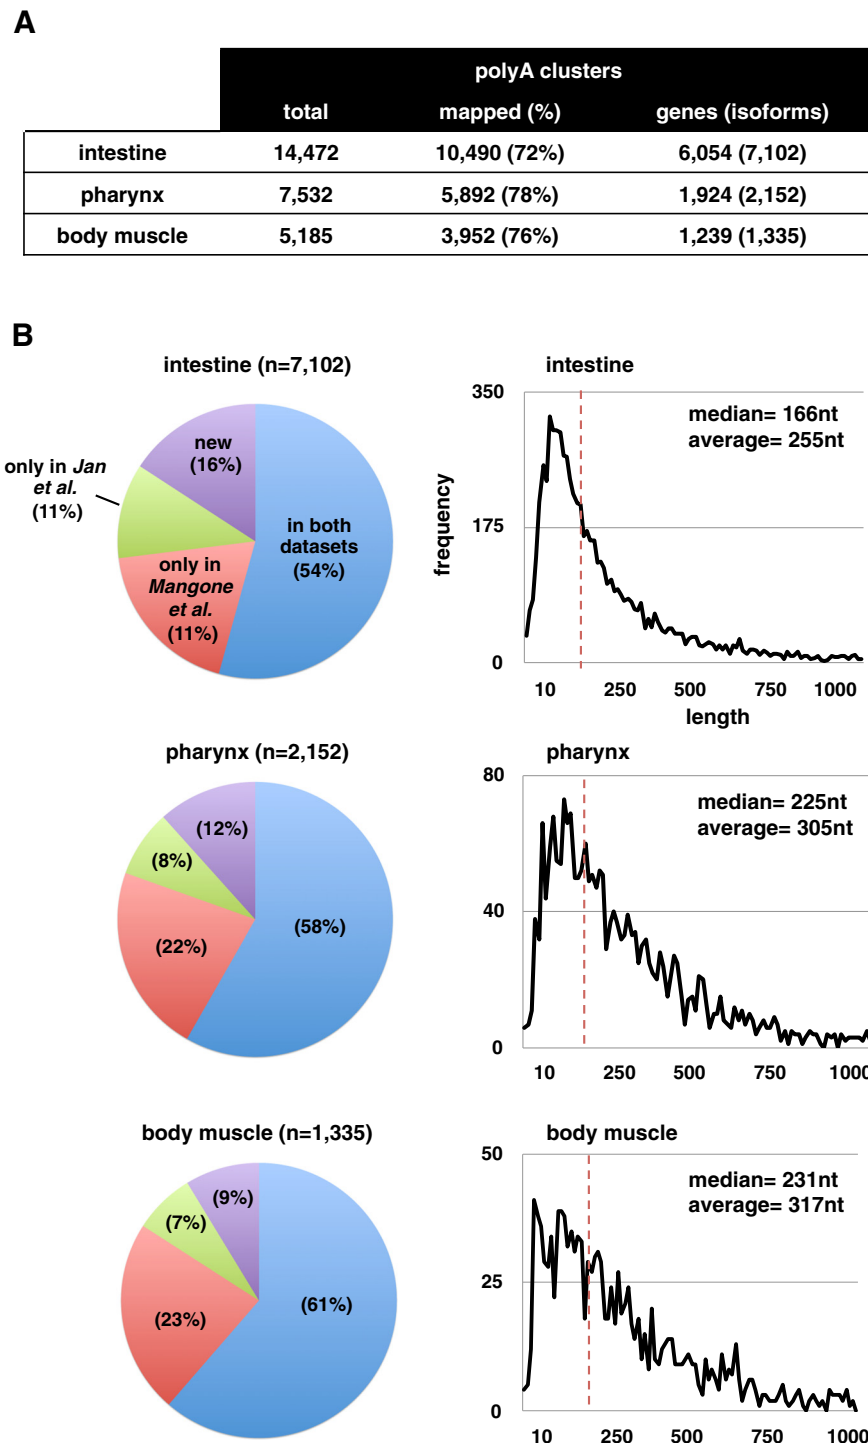 A
polyA clusters
total mapped (%) genes (isoforms)
intestine 14,472 10,490 (72%) 6,054 (7,102)
pharynx 7,532 5,892 (78%) 1,924 (2,152)
body muscle 5,185 3,952 (76%) 1,239 (1,335)
B
intestine (n=7,102)
new
(16%)
only in Jan
et al.
(11%)
in both
datasets
(54%)
only in
Mangone
et al.
(11%)
intestine
350
175
0
frequency
median= 166nt
average= 255nt
10 250 500 750 1000
length
pharynx (n=2,152)
(12%)
(8%)
(58%)
(22%)
pharynx
80
40
0
median= 225nt
average= 305nt
10 250 500 750 1000
body muscle (n=1,335)
(9%)
(7%)
(61%)
(23%)
body muscle
50
25
0
median= 231nt
average= 317nt
10 250 500 750 1000